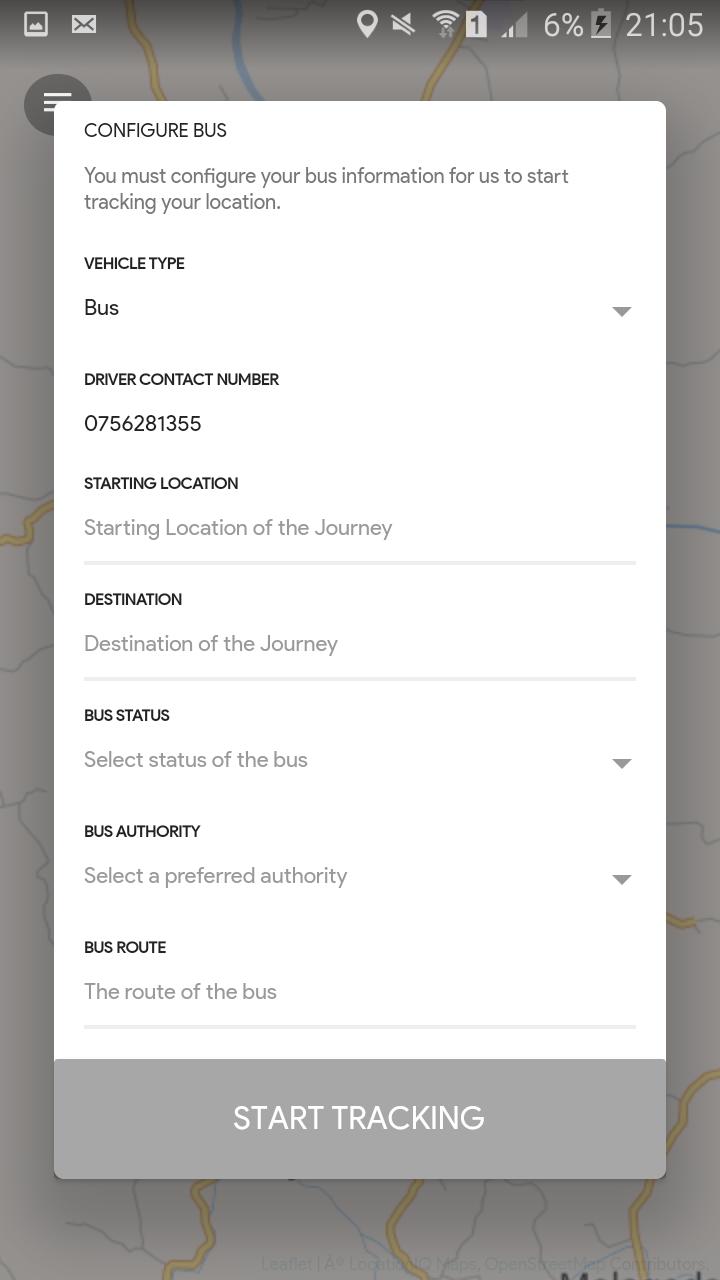 1 6% 21:05
CONFIGURE BUS
You must configure your bus information for us to start
tracking your location.
VEHICLE TYPE
Bus
DRIVER CONTACT NUMBER
0756281355
STARTING LOCATION
Starting Location of the Journey
DESTINATION
Destination of the Journey
BUS STATUS
Select status of the bus
BUS AUTHORITY
Select a preferred authority
BUS ROUTE
The route of the bus
START TRACKING
Leaflet | Âº LocationIQ Maps, OpenStreetMap Contributors.